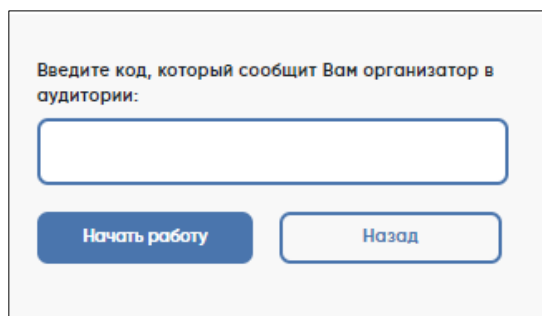 Введите код, который сообщит Вам организатор в
аудитории:
Начать работу
Назад